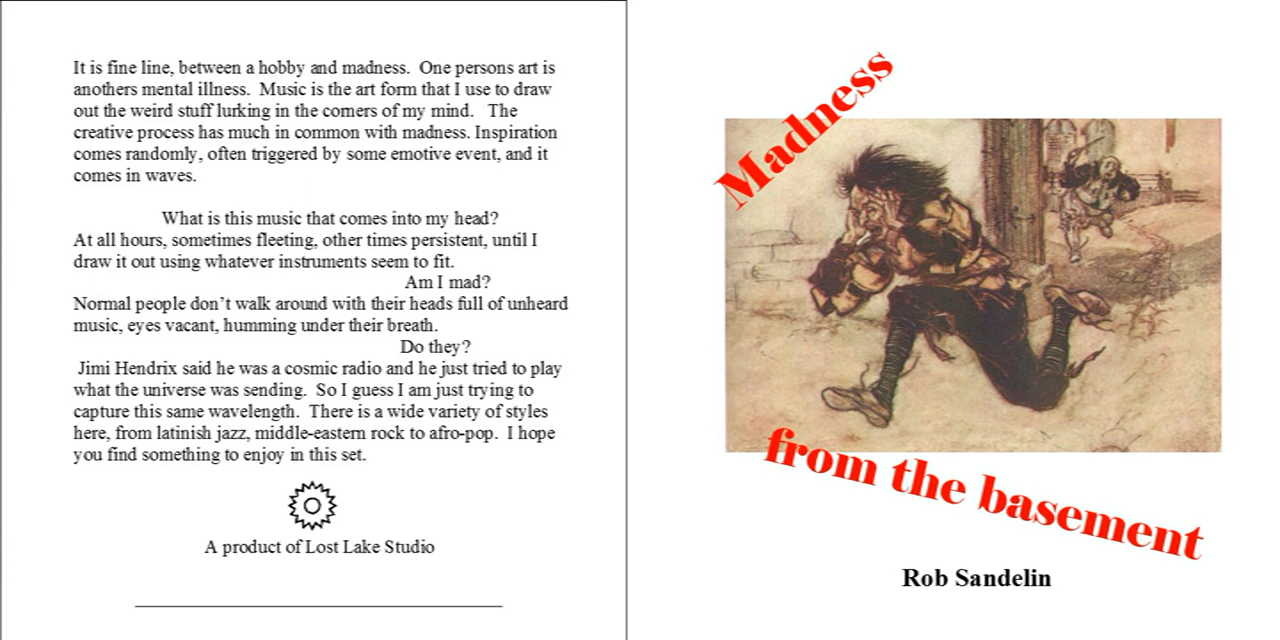 It is fine line, between a hobby and madness.  One persons art is
anothers mental illness.  Music is the art form that I use to draw
out the weird stuff lurking in the corners of my mind.   The
creative process has much in common with madness. Inspiration
comes randomly, often triggered by some emotive event, and it
comes in waves.
What is this music that comes into my head?
At all hours, sometimes fleeting, other times persistent, until I
draw it out using whatever instruments seem to fit.
Am I mad?
Normal people don’t walk around with their heads full of unheard
music, eyes vacant, humming under their breath.
Do they?
Jimi Hendrix said he was a cosmic radio and he just tried to play
what the universe was sending.  So I guess I am just trying to
capture this same wavelength.  There is a wide variety of styles
here, from latinish jazz, middle-eastern rock to afro-pop.  I hope
you find something to enjoy in this set.
A product of Lost Lake Studio
Madness
from the basement
Rob Sandelin